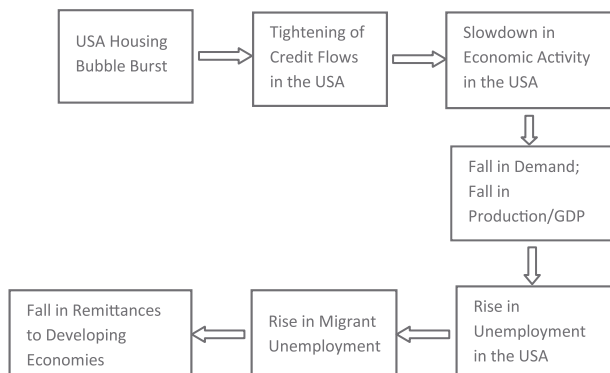 USA Housing
Bubble Burst
Tightening of
Credit Flows
in the USA
Slowdown in
Economic Activity
in the USA
Fall in Demand;
Fall in
Production/GDP
Rise in
Unemployment
in the USA
Rise in Migrant
Unemployment
Fall in Remittances
to Developing
Economies